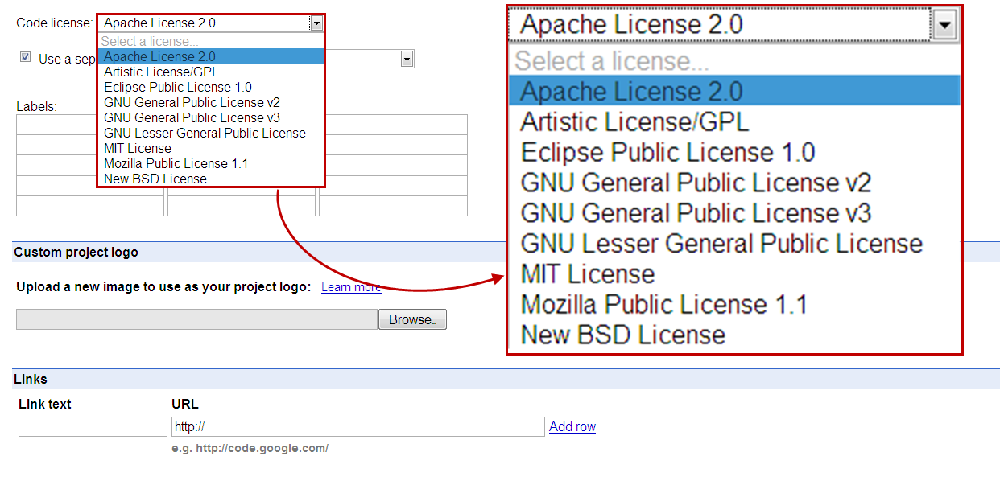 Code license: Apache License 2.0
Select a license...
Apache License 2.0
Use a sep
Artistic License/GPL
Eclipse Public License 1.0
GNU General Public License v2
Labels:
GNU General Public License v3
GNU Lesser General Public License
MIT License
Mozilla Public License 1.1
New BSD License
Apache License 2.0
Select a license...
Apache License 2.0
Artistic License/GPL
Eclipse Public License 1.0
GNU General Public License v2
GNU General Public License v3
GNU Lesser General Public License
MIT License
Mozilla Public License 1.1
New BSD License
Custom project logo
Upload a new image to use as your project logo: Learn more
Browse...
Links
Link text URL
http:// Add row
e.g. http://code.google.com/